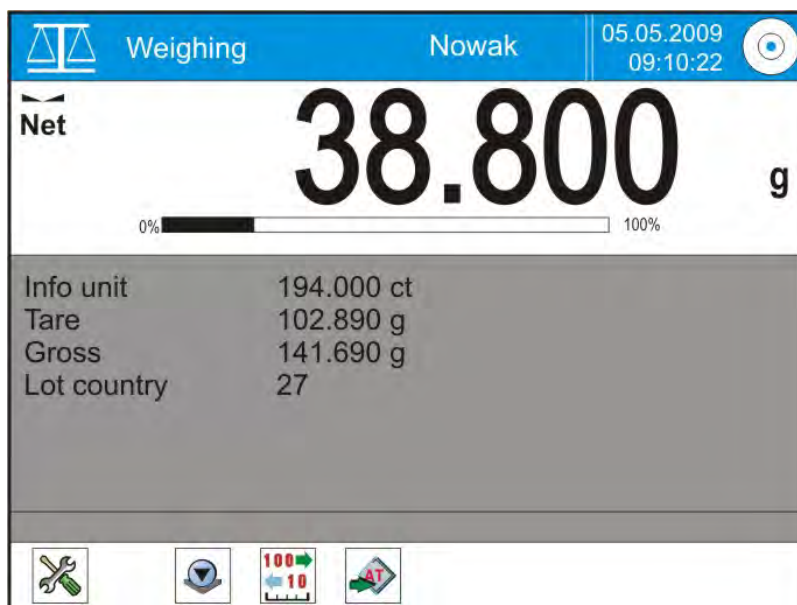 Weighing Nowak 05.05.2009
09:10:22
Net 38.800 g
0% 100%
Info unit 194.000 ct
Tare 102.890 g
Gross 141.690 g
Lot country 27
100
10
AT